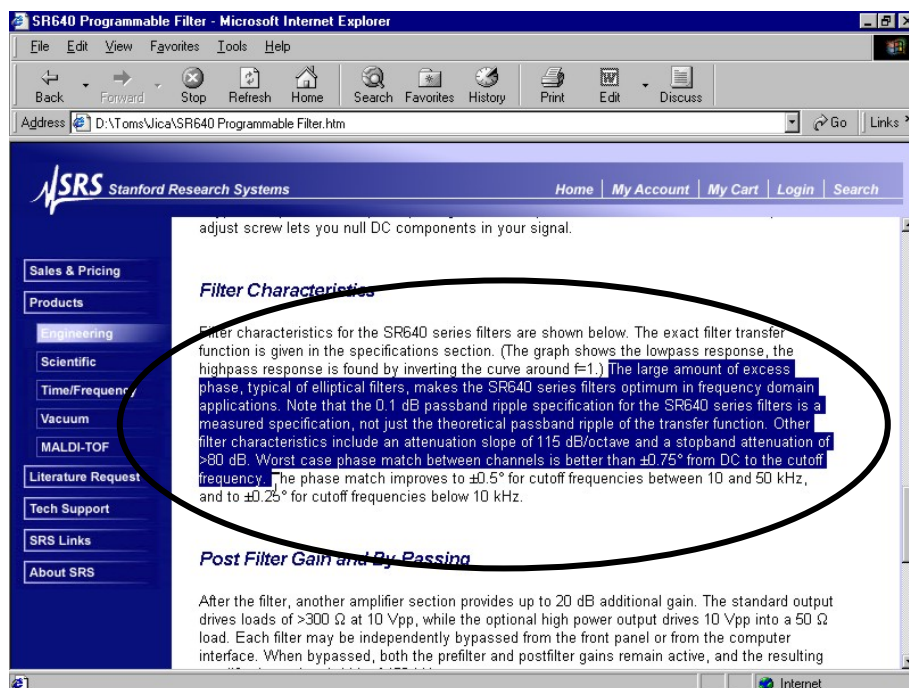 SR640 Programmable Filter - Microsoft Internet Explorer
File Edit View Favorites Tools Help
Back Forward Stop Refresh Home Search Favorites History Print Edit Discuss
Address D:\Toms\Jica\SR640 Programmable Filter.htm Go Links
SRS Stanford Research Systems
Home | My Account | My Cart | Login | Search
adjust screw lets you null DC components in your signal.
Sales & Pricing
Products
Engineering
Scientific
Time/Frequency
Vacuum
MALDI-TOF
Literature Request
Tech Support
SRS Links
About SRS
Filter Characteristics
Filter characteristics for the SR640 series filters are shown below. The exact filter transfer
function is given in the specifications section. (The graph shows the lowpass response, the
highpass response is found by inverting the curve around f=1.) The large amount of excess
phase, typical of elliptical filters, makes the SR640 series filters optimum in frequency domain
applications. Note that the 0.1 dB passband ripple specification for the SR640 series filters is a
measured specification, not just the theoretical passband ripple of the transfer function. Other
filter characteristics include an attenuation slope of 115 dB/octave and a stopband attenuation of
>80 dB. Worst case phase match between channels is better than ±0.75° from DC to the cutoff
frequency. The phase match improves to ±0.5° for cutoff frequencies between 10 and 50 kHz,
and to ±0.25° for cutoff frequencies below 10 kHz.
Post Filter Gain and By-Passing
After the filter, another amplifier section provides up to 20 dB additional gain. The standard output
drives loads of >300 Ω at 10 Vpp, while the optional high power output drives 10 Vpp into a 50 Ω
load. Each filter may be independently bypassed from the front panel or from the computer
interface. When bypassed, both the prefilter and postfilter gains remain active, and the resulting
Internet